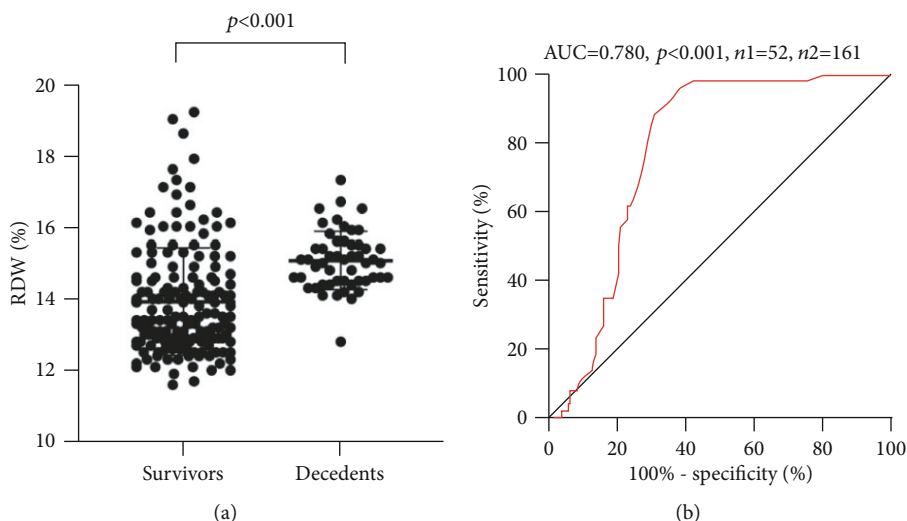 p<0.001
20
18
16
14
12
10
RDW (%)
Survivors
Decedents
(a)
AUC=0.780, p<0.001, n1=52, n2=161
100
80
60
40
20
0
Sensitivity (%)
0 20 40 60 80 100
100% - specificity (%)
(b)